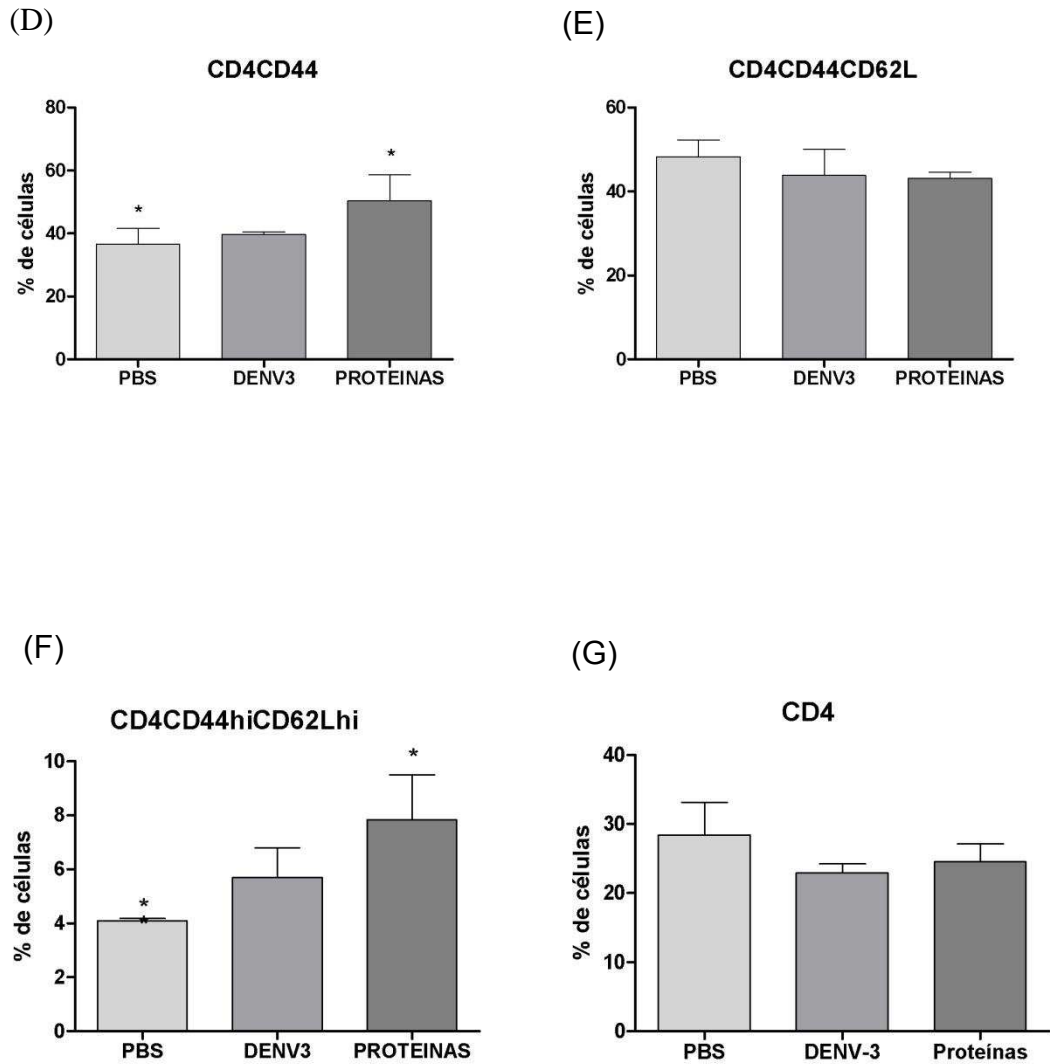 (D)
CD4CD44
% de células
80
60
40
20
0
*
*
PBS DENV3 PROTEINAS
(E)
CD4CD44CD62L
% de células
60
40
20
0
PBS DENV3 PROTEINAS
(F)
CD4CD44hiCD62Lhi
% de células
10
8
6
4
2
0
*
*
*
PBS DENV3 PROTEINAS
(G)
CD4
% de células
40
30
20
10
0
PBS DENV-3 Proteínas